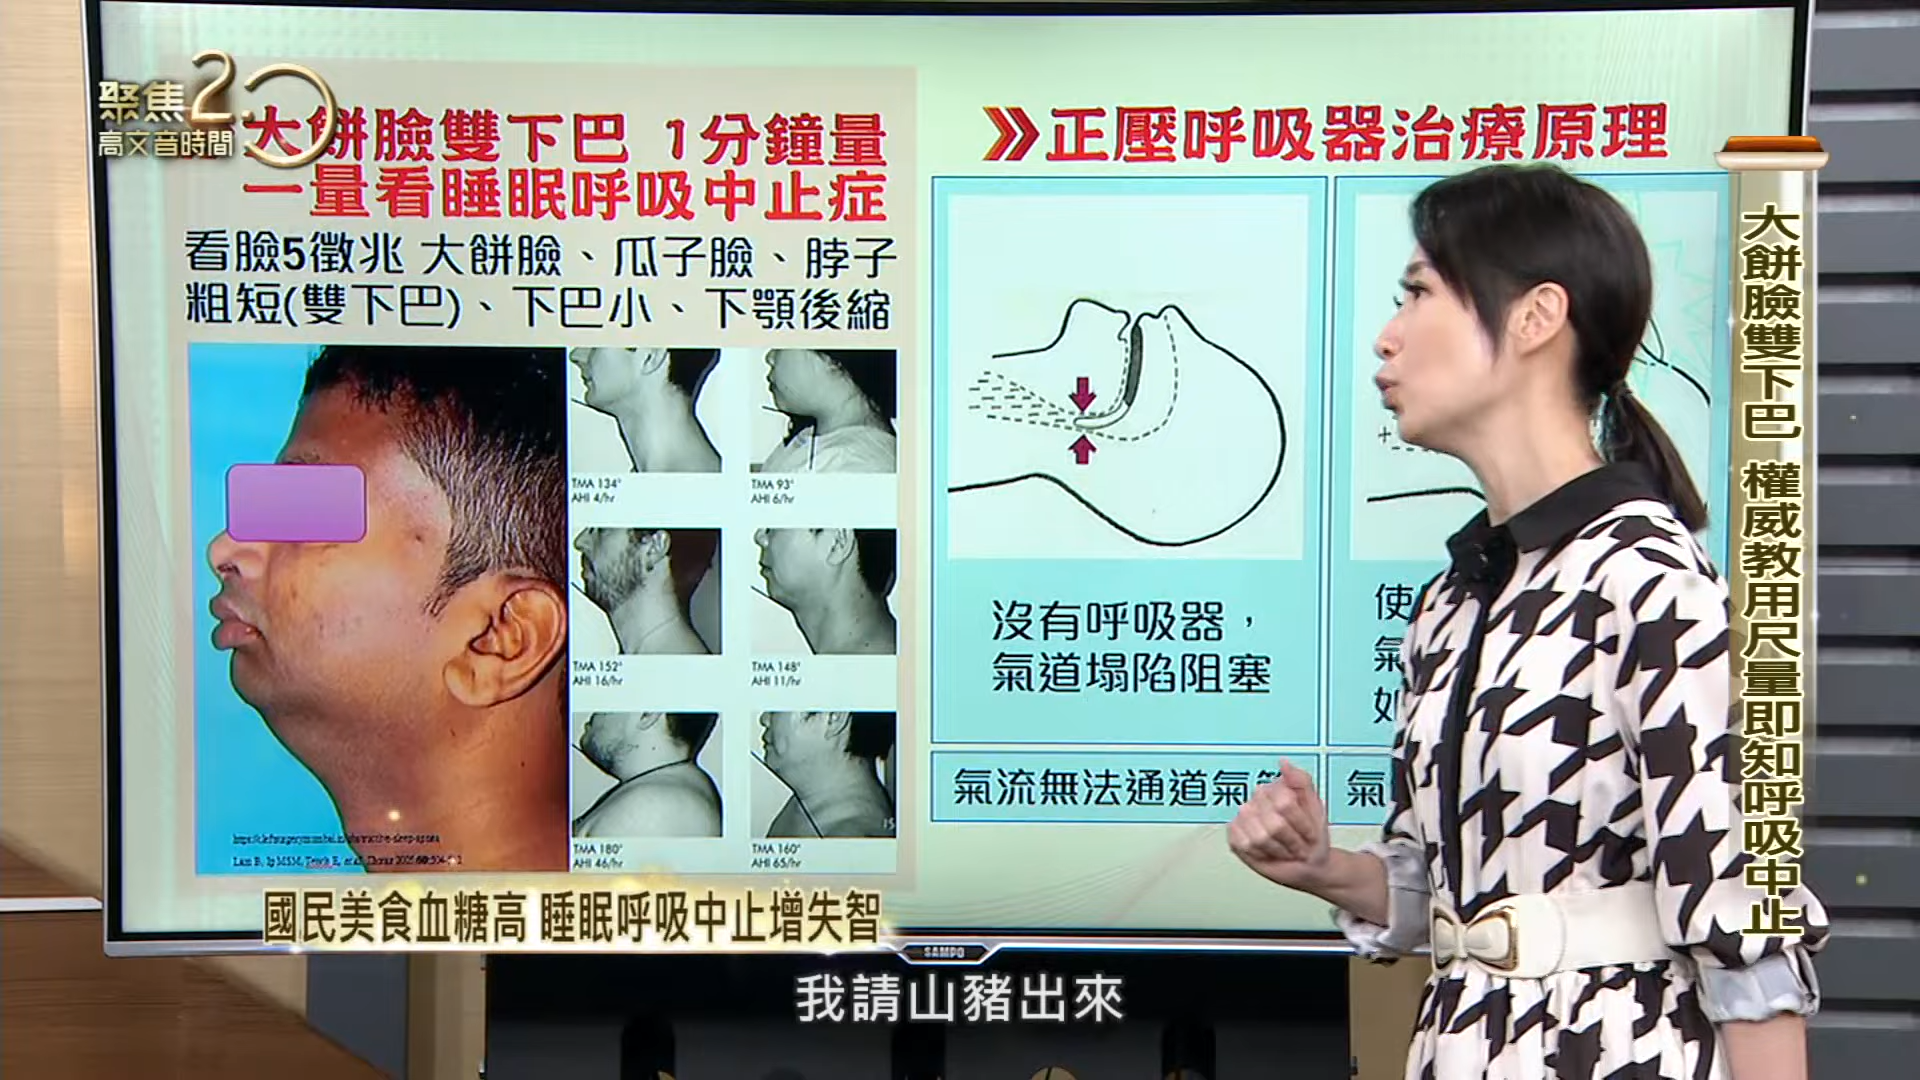 聚焦2.0
高文音時間
大餅臉雙下巴 1分鐘量
一量看睡眠呼吸中止症
看臉5徵兆 大餅臉、瓜子臉、脖子
粗短(雙下巴)、下巴小、下顎後縮
TMA 134°
AHI 4/hr
TMA 93°
AHI 6/hr
TMA 152°
AHI 16/hr
TMA 148°
AHI 11/hr
TMA 180°
AHI 46/hr
TMA 160°
AHI 65/hr
15
正壓呼吸器治療原理
沒有呼吸器，
氣道塌陷阻塞
氣流無法通道氣
使
氣
如
氣
大餅臉雙下巴 權威教用尺量即知呼吸中止
國民美食血糖高 睡眠呼吸中止增失智
SAMPO
我請山豬出來